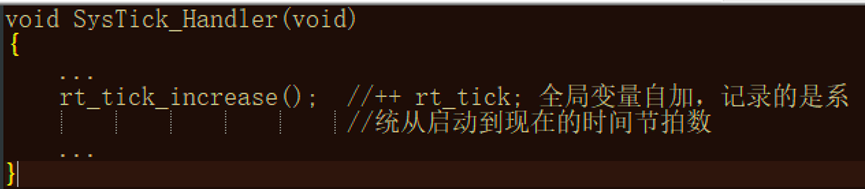 void SysTick_Handler(void)
{
...
rt_tick_increase(); //++ rt_tick; 全局变量自加，记录的是系
//统从启动到现在的时间节拍数
...
}